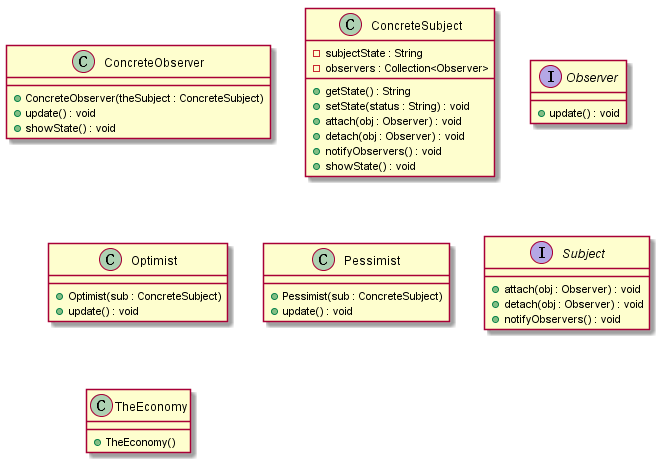 C ConcreteObserver
ConcreteObserver(theSubject : ConcreteSubject)
update() : void
showState() : void
C ConcreteSubject
subjectState : String
observers : Collection<Observer>
getState() : String
setState(status : String) : void
attach(obj : Observer) : void
detach(obj : Observer) : void
notifyObservers() : void
showState() : void
I Observer
update() : void
C Optimist
Optimist(sub : ConcreteSubject)
update() : void
C Pessimist
Pessimist(sub : ConcreteSubject)
update() : void
I Subject
attach(obj : Observer) : void
detach(obj : Observer) : void
notifyObservers() : void
C TheEconomy
TheEconomy()